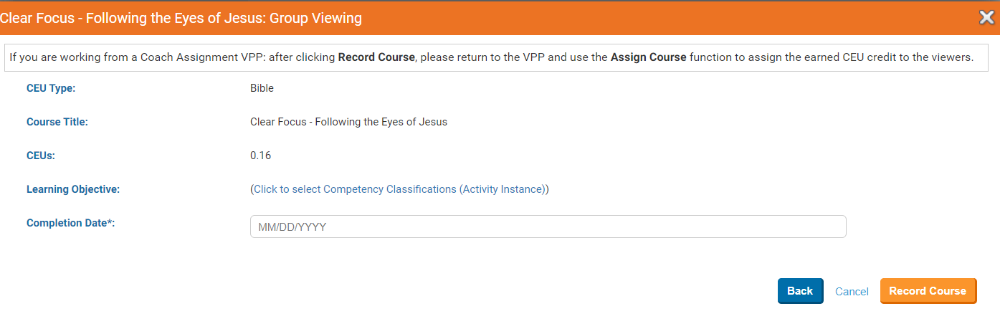 Clear Focus - Following the Eyes of Jesus: Group Viewing
If you are working from a Coach Assignment VPP: after clicking Record Course, please return to the VPP and use the Assign Course function to assign the earned CEU credit to the viewers.
CEU Type: Bible
Course Title: Clear Focus - Following the Eyes of Jesus
CEUs: 0.16
Learning Objective: (Click to select Competency Classifications (Activity Instance))
Completion Date*: MM/DD/YYYY
Back Cancel Record Course